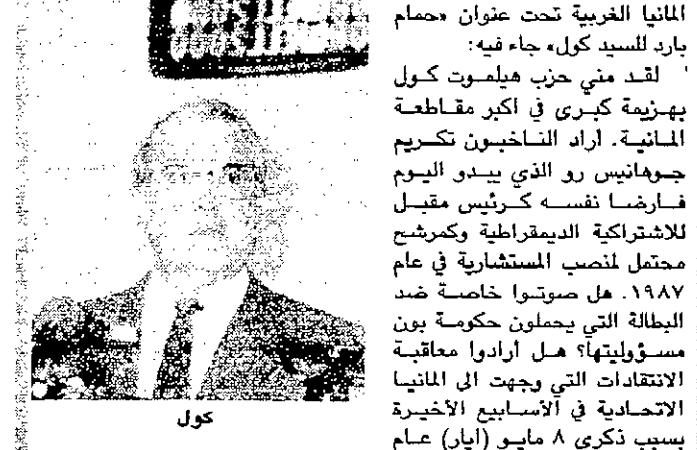 المانيا الغربية تحت عنوان «حمام
بارد للسيد كول» جاء فيه:
لقد مني حزب هيلموت كول
بهزيمة كبرى في اكبر مقاطعة
المانية. أراد الناخبون تكريم
جوهانيس رو الذي يبدو اليوم
فارضا نفسه كرئيس مقبل
للاشتراكية الديمقراطية وكمرشح
محتمل لمنصب المستشارية في عام
١٩٨٧. هل صوتوا خاصة ضد
البطالة التي يحملون حكومة بون
مسؤوليتها؟ هل أرادوا معاقبة
الانتقادات التي وجهت الى المانيا
الاتحادية في الأسابيع الأخيرة
بسبب ذكرى ٨ مايو (ايار) عام
كول